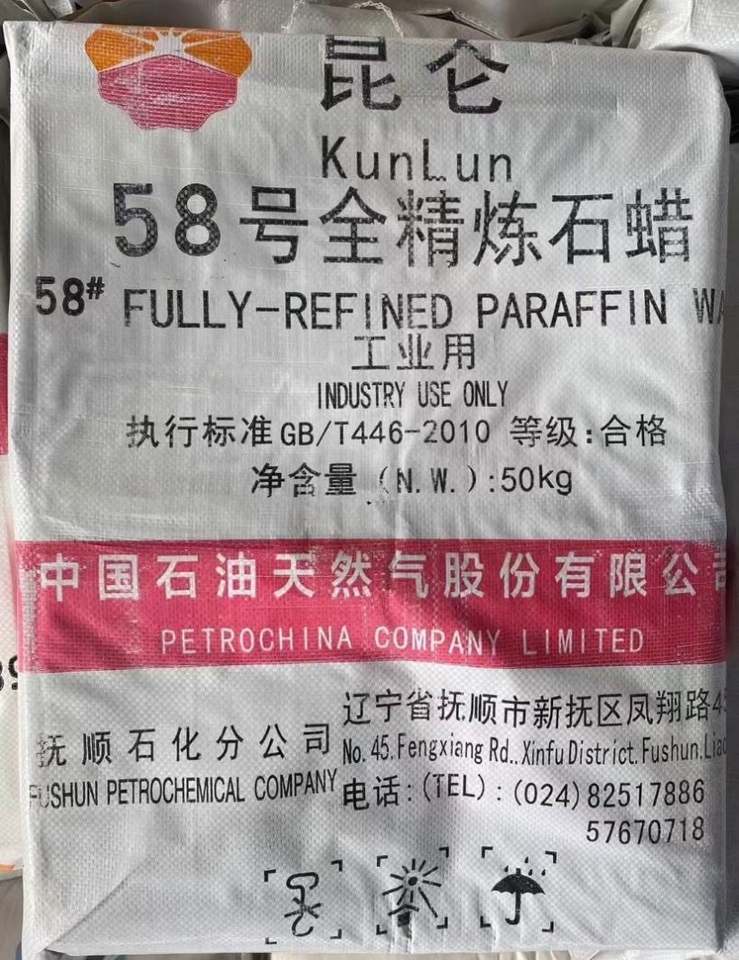 昆仑
KunLun
58号全精炼石蜡
58# FULLY-REFINED PARAFFIN
工业用
INDUSTRY USE ONLY
执行标准GB/T446-2010 等级:合格
净含量 (N.W.):50kg
中国石油天然气股份有限公司
PETROCHINA COMPANY LIMITED
辽宁省抚顺市新抚区凤翔路45
抚顺石化分公司
No.45.Fengxiang Rd..Xinfu District.Fushun.
FUSHUN PETROCHEMICAL COMPANY
电话:(TEL):(024)82517886
57670718